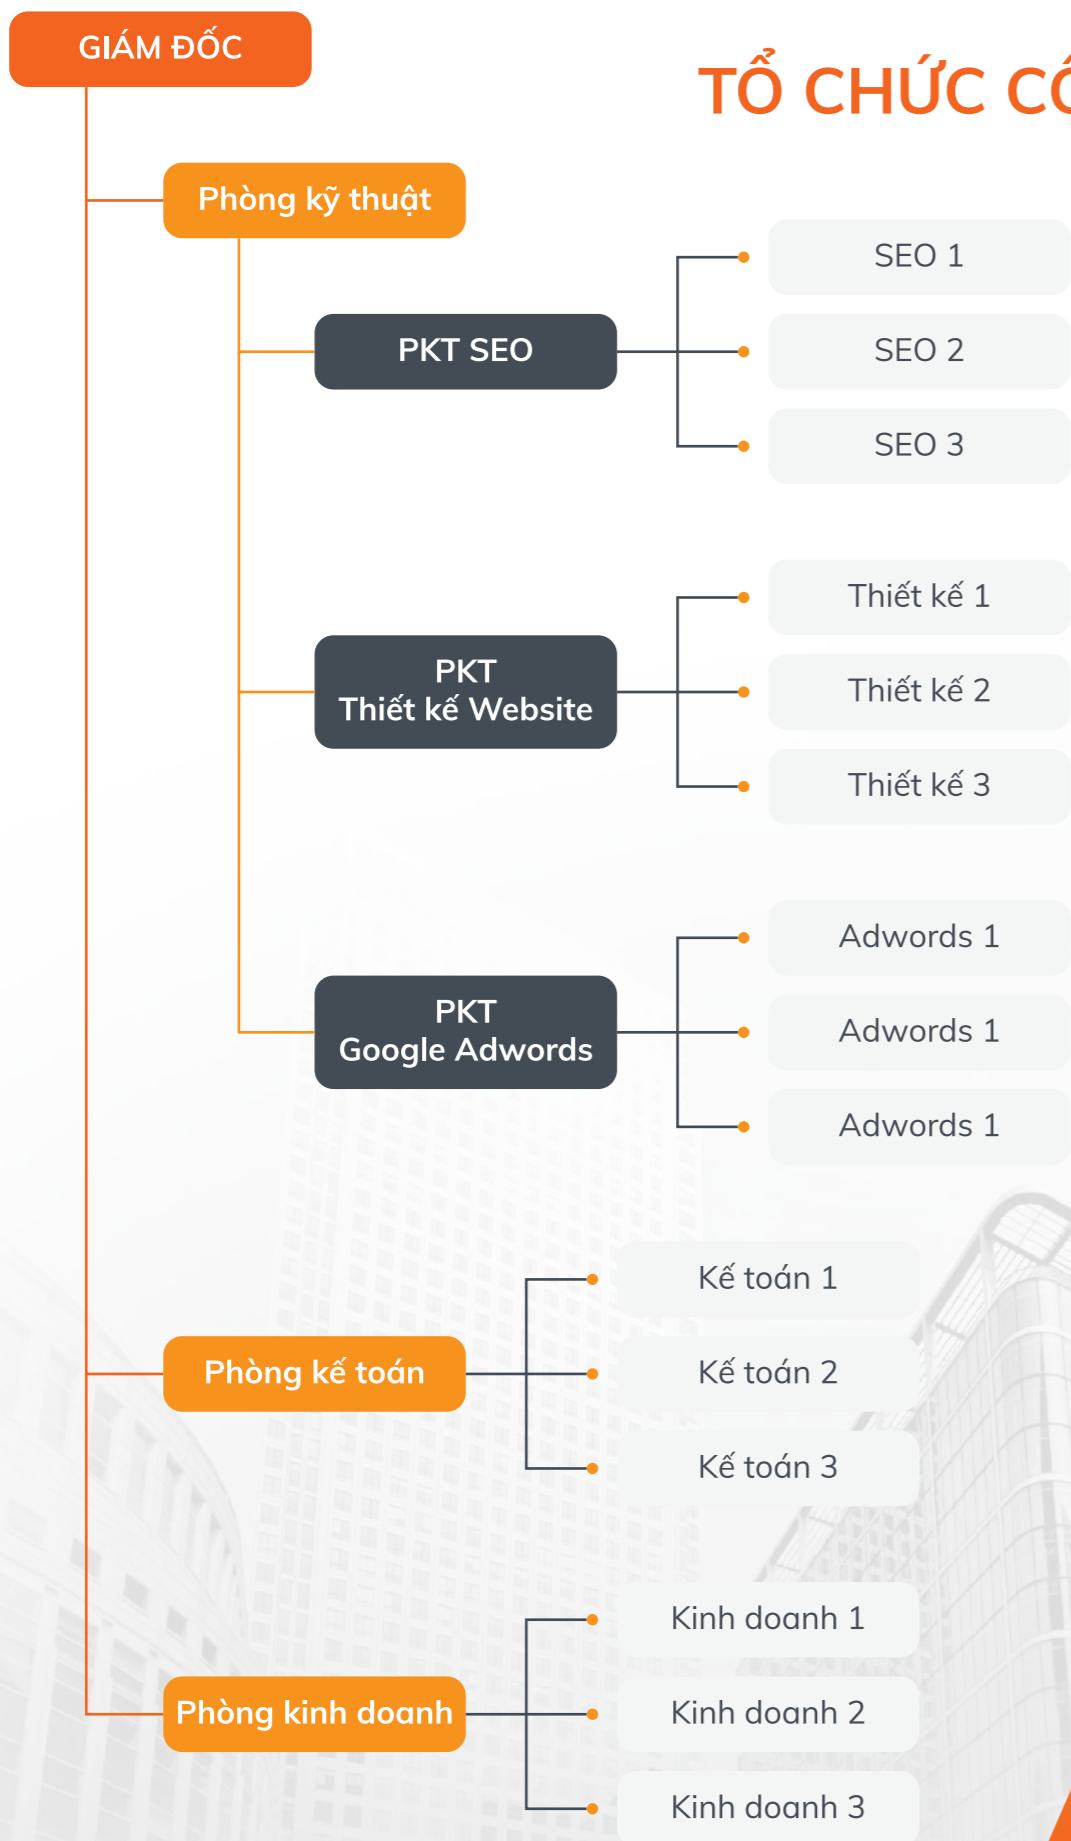 GIÁM ĐỐC
TỔ CHỨC CÔ
Phòng kỹ thuật
PKT SEO
SEO 1
SEO 2
SEO 3
PKT
Thiết kế Website
Thiết kế 1
Thiết kế 2
Thiết kế 3
PKT
Google Adwords
Adwords 1
Adwords 1
Adwords 1
Phòng kế toán
Kế toán 1
Kế toán 2
Kế toán 3
Phòng kinh doanh
Kinh doanh 1
Kinh doanh 2
Kinh doanh 3